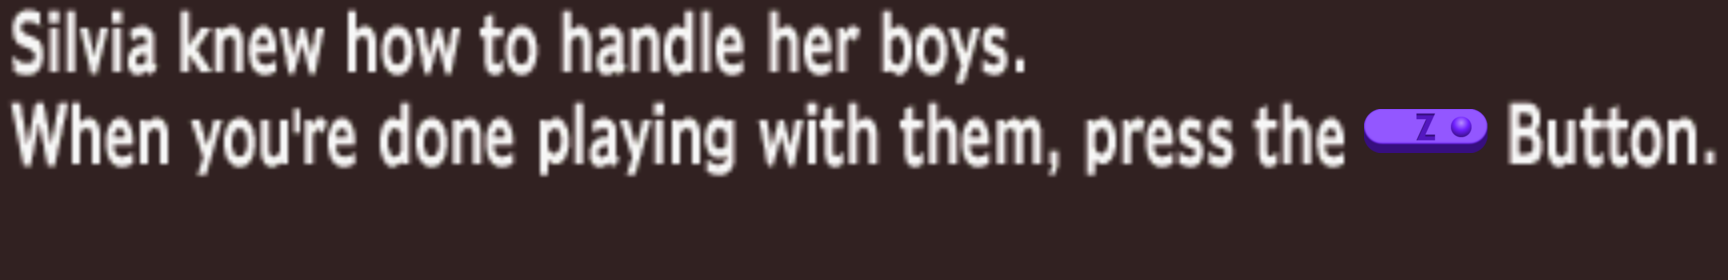 Silvia knew how to handle her boys.
When you're done playing with them, press the Z Button.